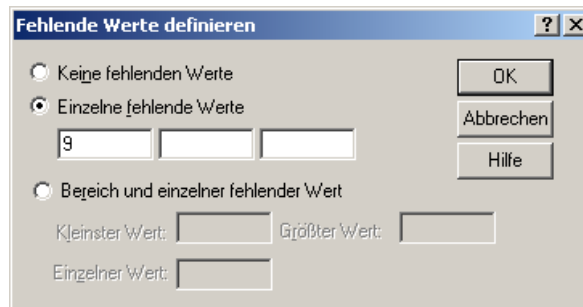 Fehlende Werte definieren
Keine fehlenden Werte
OK
Einzelne fehlende Werte
Abbrechen
9
Hilfe
Bereich und einzelner fehlender Wert
Kleinster Wert: Größter Wert:
Einzelner Wert: